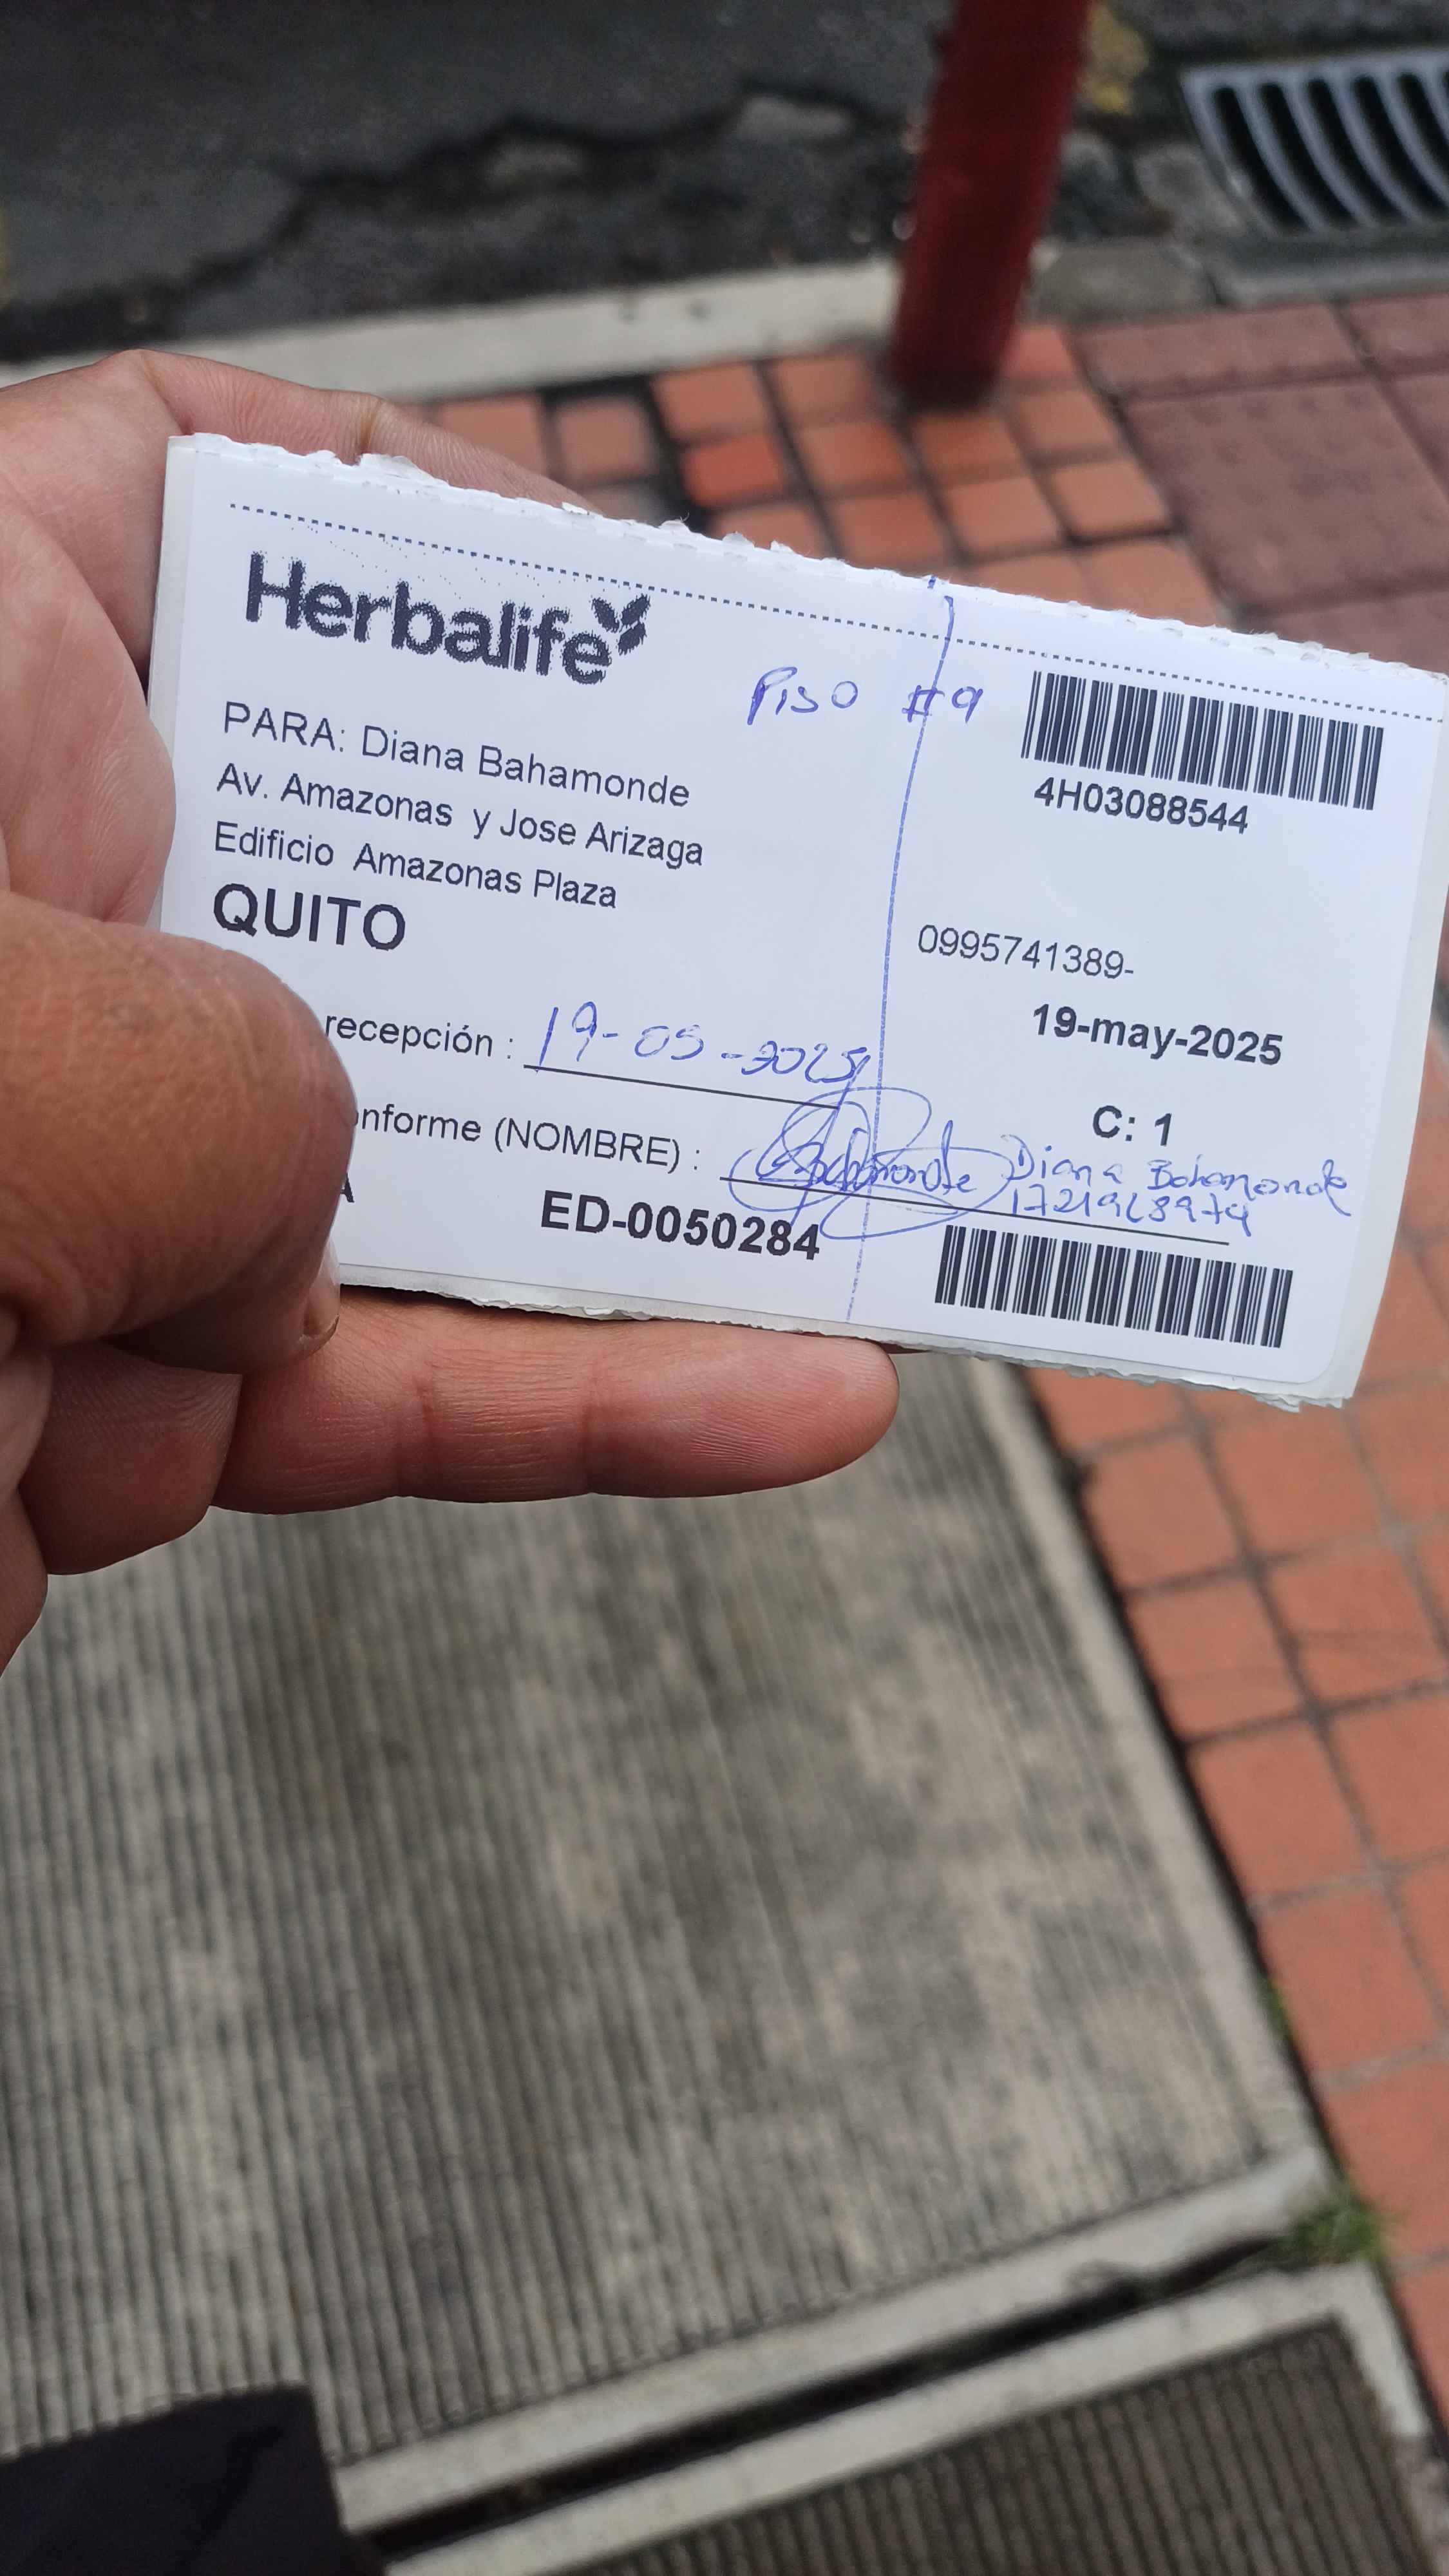 Herbalife
Piso #9
PARA: Diana Bahamonde
Av. Amazonas y Jose Arizaga
Edificio Amazonas Plaza
QUITO
4H03088544
0995741389-
19-may-2025
recepción : 19-05-2025
C: 1
onforme (NOMBRE) : Diana Bahamonde
A
ED-0050284